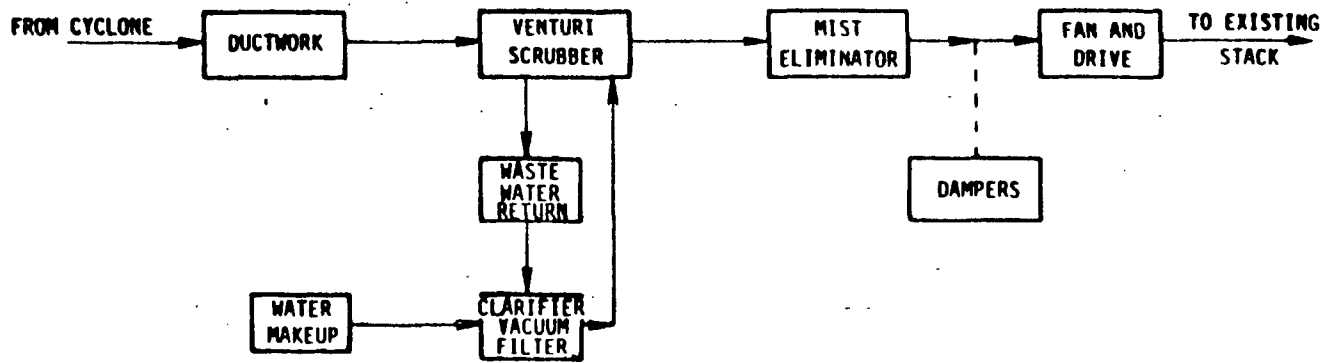 FROM CYCLONE
DUCTWORK
VENTURI
SCRUBBER
MIST
ELIMINATOR
FAN AND
DRIVE
TO EXISTING
STACK
WASTE
WATER
RETURN
DAMPERS
WATER
MAKEUP
CLARIFIER
VACUUM
FILTER